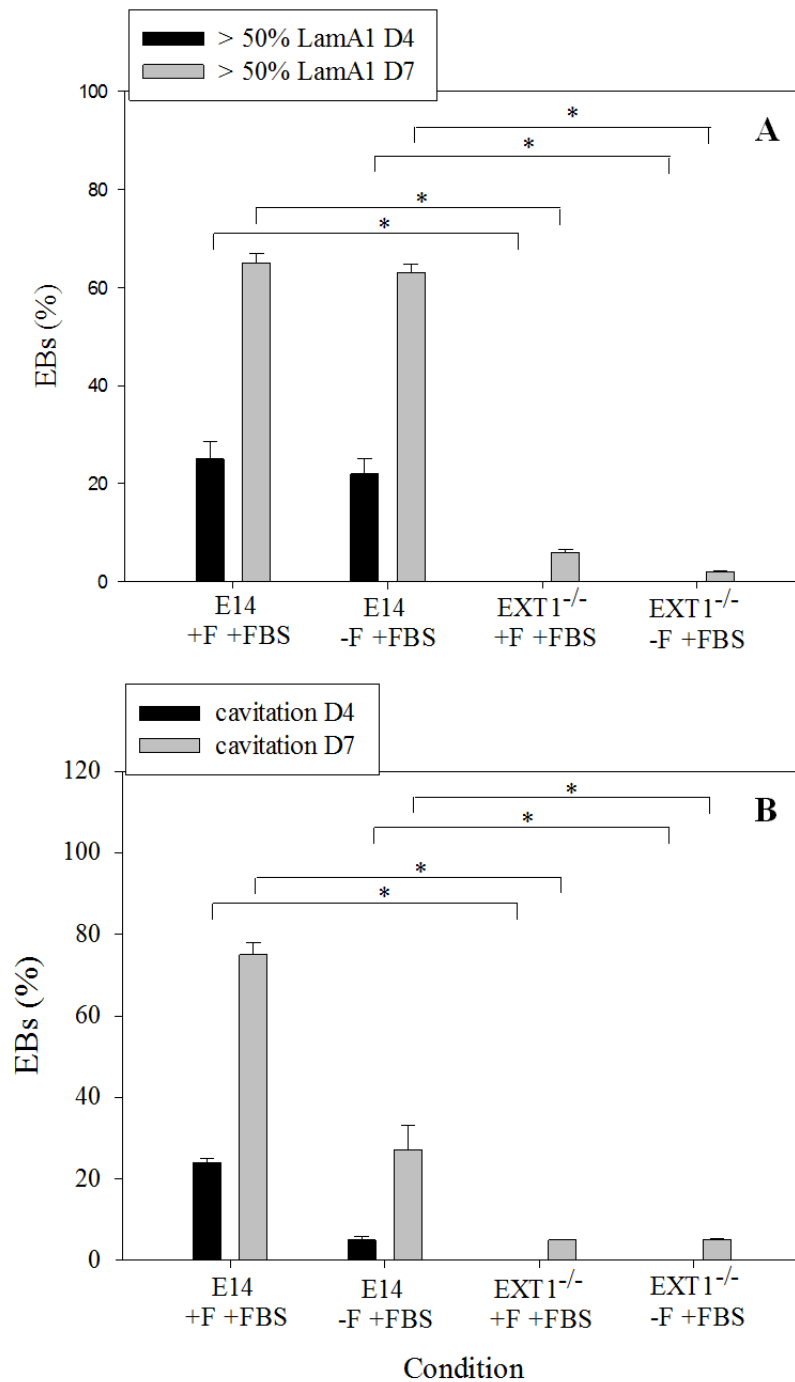 > 50% LamA1 D4
> 50% LamA1 D7
100
A
*
*
80
*
*
60
EBs (%)
40
20
0
E14 E14 EXT1-/- EXT1-/-
+F +FBS -F +FBS +F +FBS -F +FBS
cavitation D4
cavitation D7
120
*
B
*
100
*
*
80
EBs (%)
60
40
20
0
E14 E14 EXT1-/- EXT1-/-
+F +FBS -F +FBS +F +FBS -F +FBS
Condition